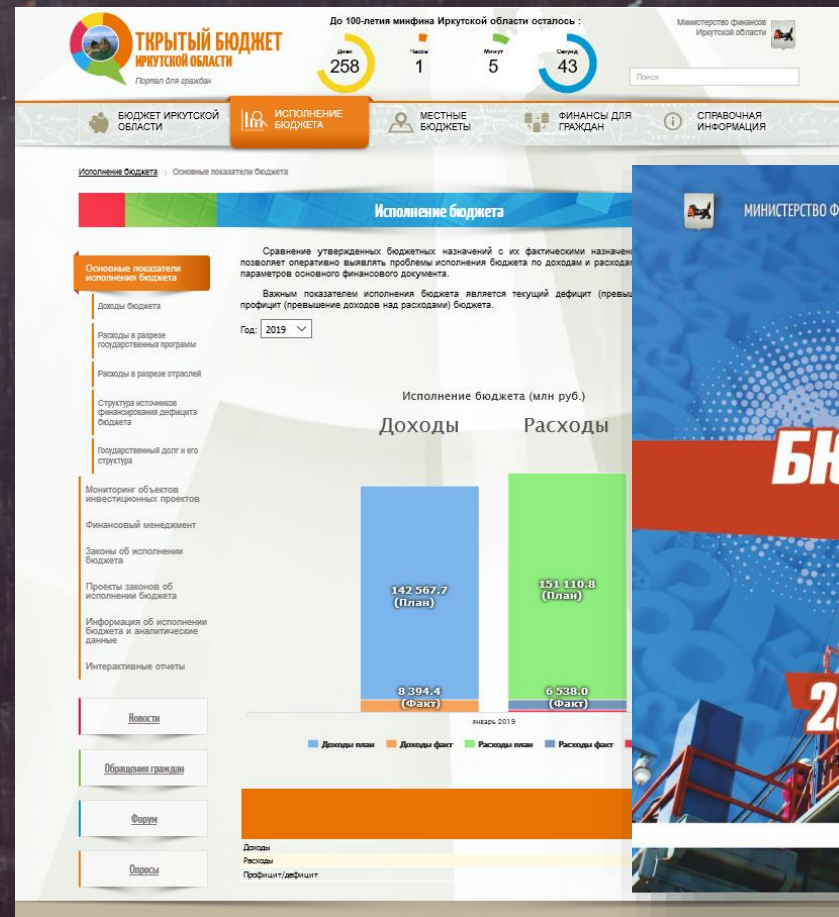 ТКРЫТЫЙ БЮДЖЕТ
ИРКУТСКОЙ ОБЛАСТИ
Портал для граждан
До 100-летия минфина Иркутской области осталось :
Дней
258
Часов
1
Минут
5
Секунд
43
Министерство финансов
Иркутской области
Поиск
БЮДЖЕТ ИРКУТСКОЙ
ОБЛАСТИ
ИСПОЛНЕНИЕ
БЮДЖЕТА
МЕСТНЫЕ
БЮДЖЕТЫ
ФИНАНСЫ ДЛЯ
ГРАЖДАН
СПРАВОЧНАЯ
ИНФОРМАЦИЯ
Исполнение бюджета > Основные показатели бюджета
Исполнение бюджета
Основные показатели
исполнения бюджета
Доходы бюджета
Расходы в разрезе
государственных программ
Расходы в разрезе отраслей
Структура источников
финансирования дефицита
бюджета
Государственный долг и его
структура
Мониторинг объектов
инвестиционных проектов
Финансовый менеджмент
Законы об исполнении
бюджета
Проекты законов об
исполнении бюджета
Информация об исполнении
бюджета и аналитические
данные
Интерактивные отчеты
Новости
Обращения граждан
Форум
Опросы
Сравнение утвержденных бюджетных назначений с их фактическими назначен
позволяет оперативно выявлять проблемы исполнения бюджета по доходам и расхода
параметров основного финансового документа.
Важным показателем исполнения бюджета является текущий дефицит (превыш
профицит (превышение доходов над расходами) бюджета.
Год: 2019
Исполнение бюджета (млн руб.)
Доходы Расходы
142 567.7
(План)
151 110.8
(План)
8 394.4
(Факт)
6 538.0
(Факт)
январь 2019
Доходы план Доходы факт Расходы план Расходы факт
Доходы
Расходы
Профицит/дефицит
МИНИСТЕРСТВО Ф
БЮ
20